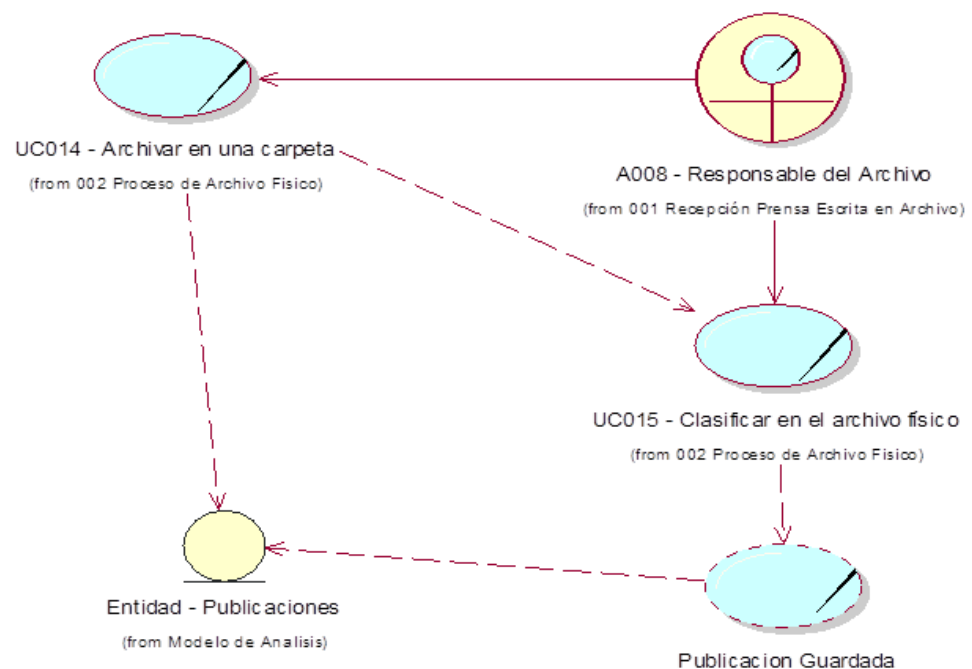 UC014 - Archivar en una carpeta
(from 002 Proceso de Archivo Fisico)
A008 - Responsable del Archivo
(from 001 Recepción Prensa Escrita en Archivo)
UC015 - Clasificar en el archivo físico
(from 002 Proceso de Archivo Fisico)
Entidad - Publicaciones
(from Modelo de Analisis)
Publicacion Guardada